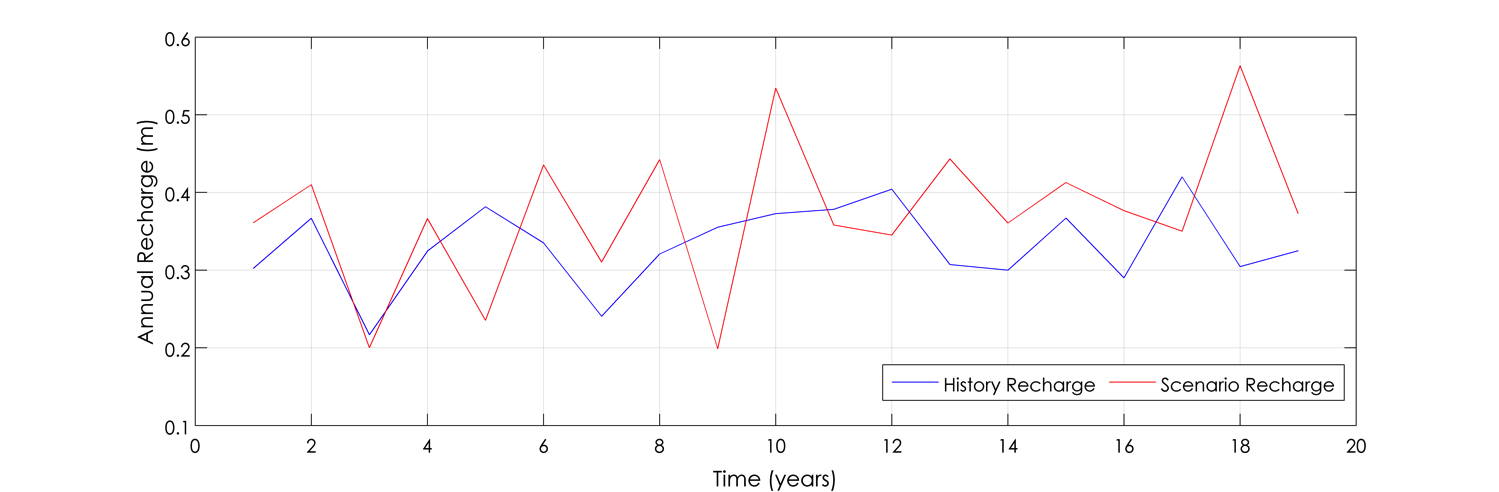 0.6
0.5
0.4
0.3
0.2
0.1
Annual Recharge (m)
History Recharge Scenario Recharge
0 2 4 6 8 10 12 14 16 18 20
Time (years)